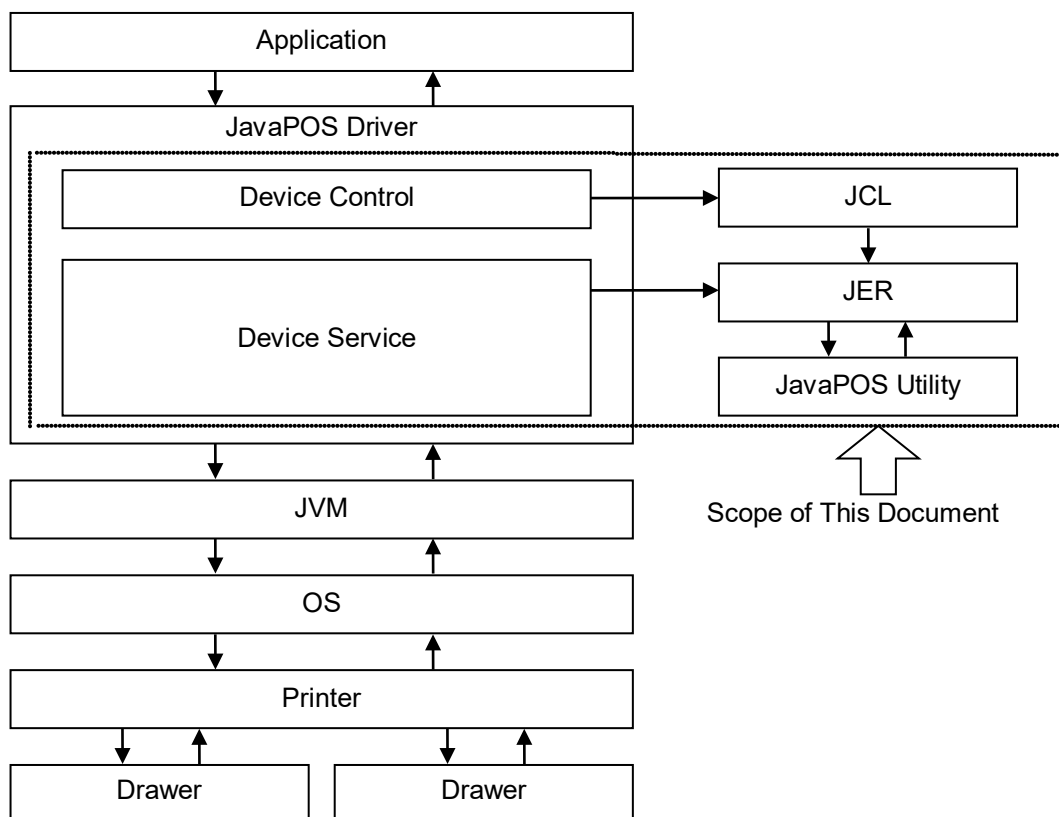 Application
JavaPOS Driver
Device Control
JCL
JER
Device Service
JavaPOS Utility
JVM
Scope of This Document
OS
Printer
Drawer
Drawer